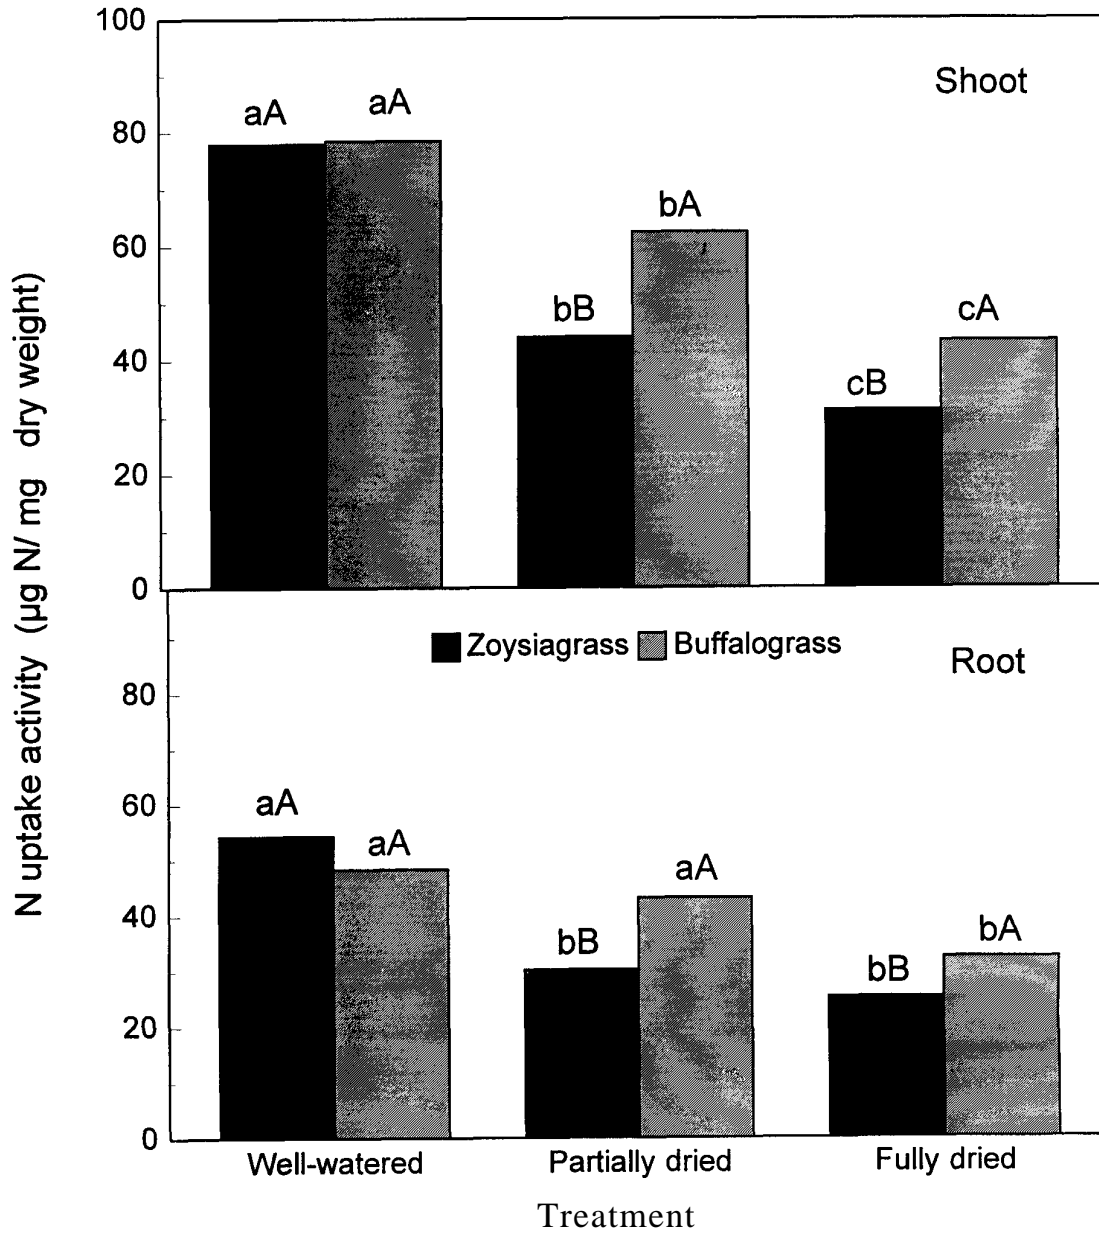 100
Shoot
aA aA
80
bA
60
bB
cA
40
cB
20
0
N uptake activity (µg N/ mg dry weight)
Zoysiagrass Buffalograss
Root
80
aA
60
aA
aA
40
bB
bA
bB
20
0
Well-watered Partially dried Fully dried
Treatment